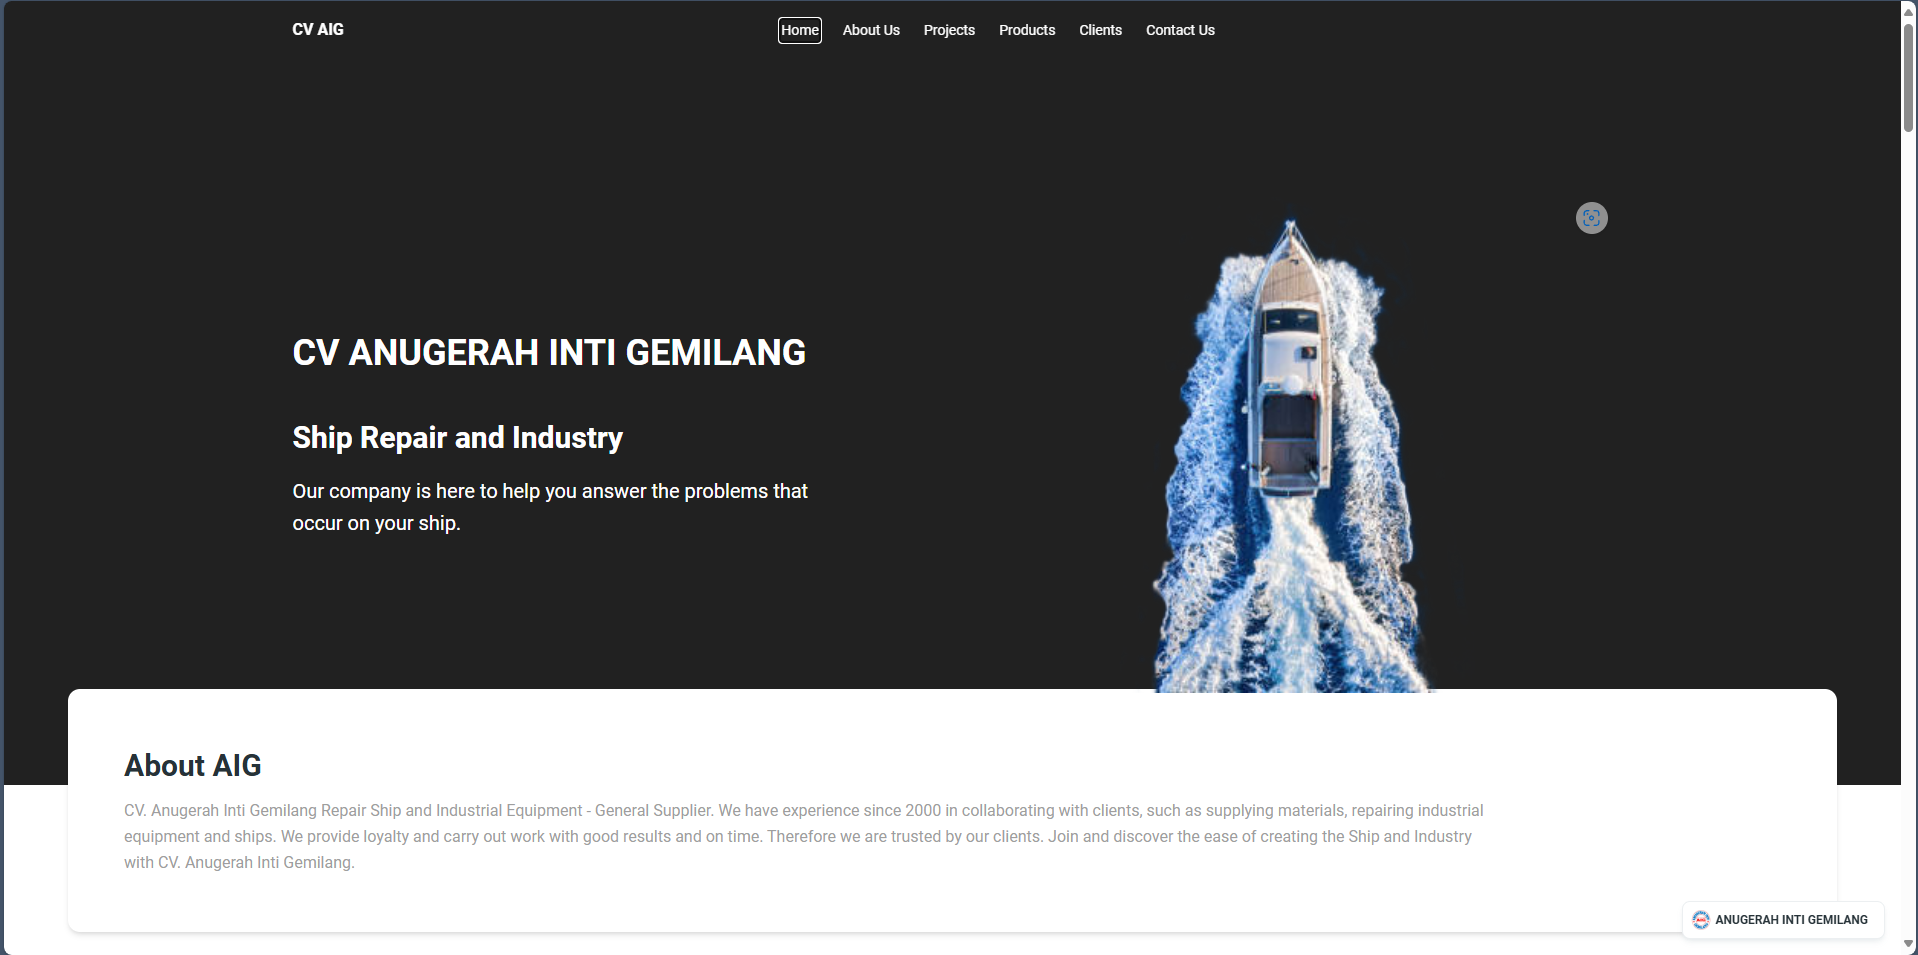 CV AIG
Home About Us Projects Products Clients Contact Us
CV ANUGERAH INTI GEMILANG
Ship Repair and Industry
Our company is here to help you answer the problems that
occur on your ship.
About AIG
CV. Anugerah Inti Gemilang Repair Ship and Industrial Equipment - General Supplier. We have experience since 2000 in collaborating with clients, such as supplying materials, repairing industrial
equipment and ships. We provide loyalty and carry out work with good results and on time. Therefore we are trusted by our clients. Join and discover the ease of creating the Ship and Industry
with CV. Anugerah Inti Gemilang.
ANUGERAH INTI GEMILANG